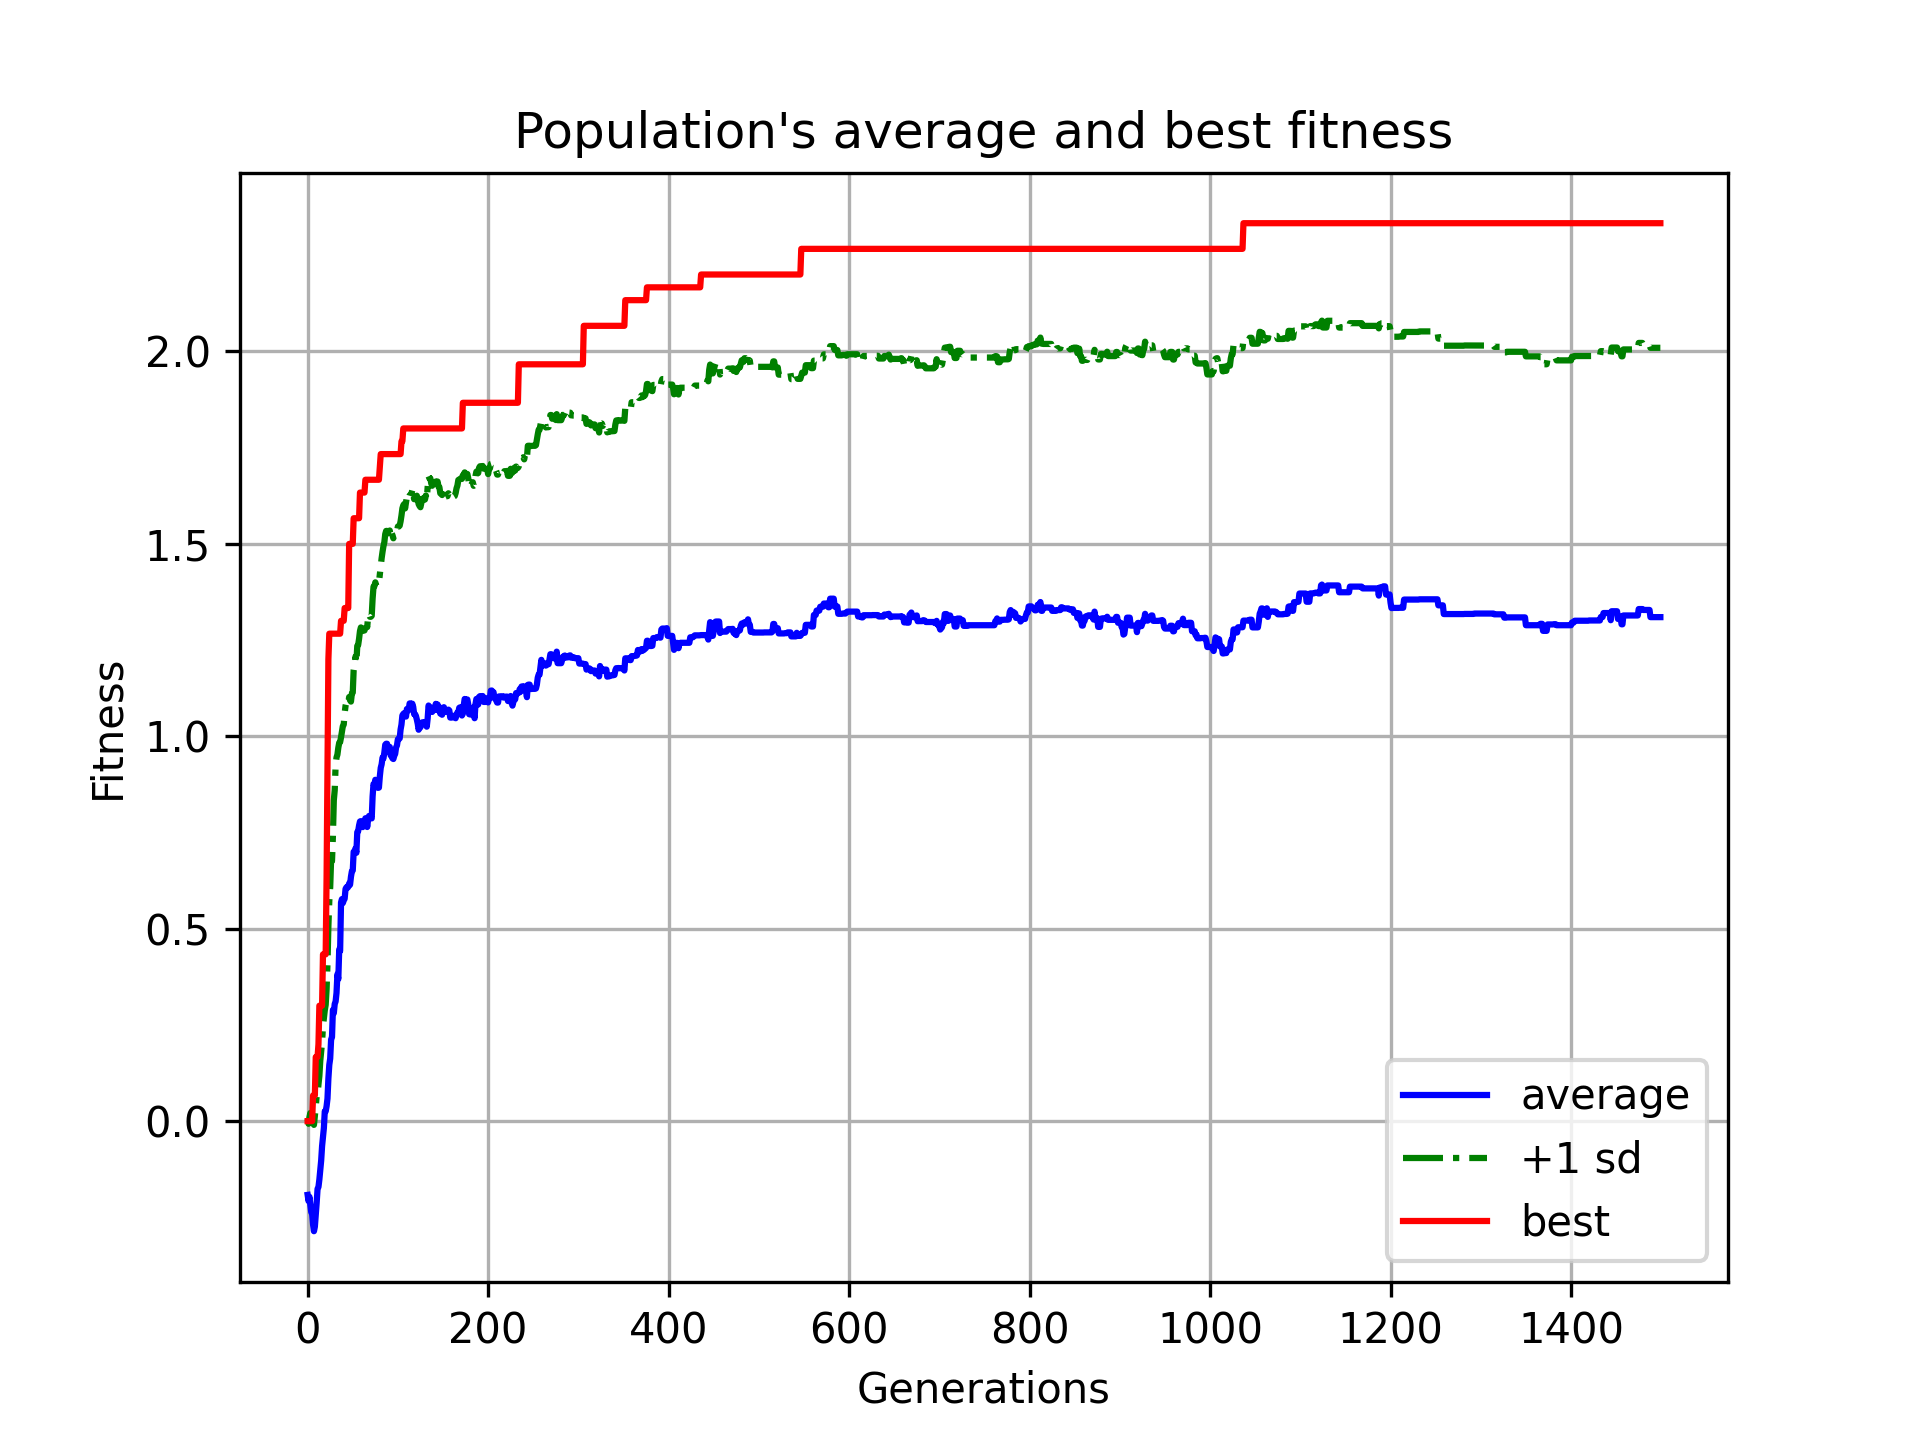 Population's average and best fitness
Fitness
2.0
1.5
1.0
0.5
0.0
0 200 400 600 800 1000 1200 1400
Generations
average
+1 sd
best